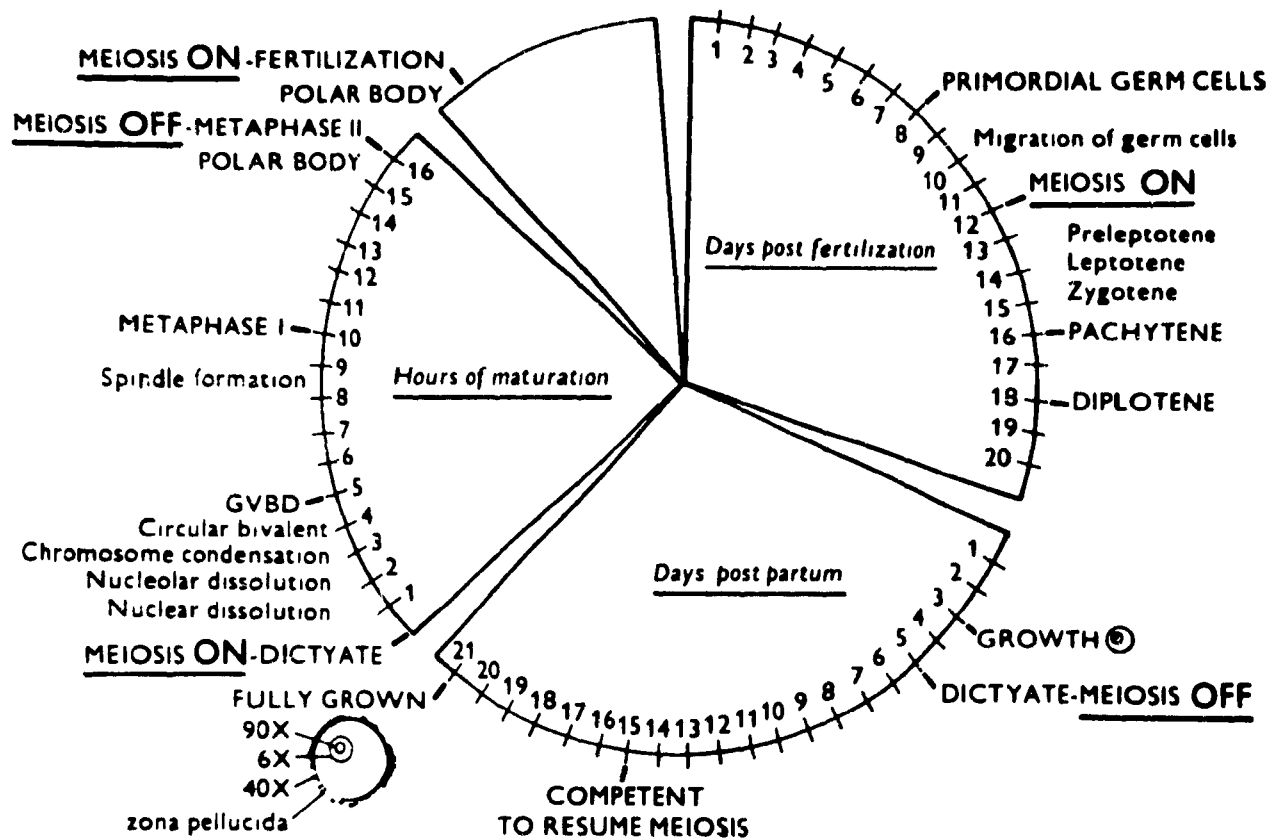 MEIOSIS ON-FERTILIZATION
POLAR BODY
MEIOSIS OFF-METAPHASE II
POLAR BODY
16
15
14
13
12
11
METAPHASE I
10
9
Spindle formation
8
7
6
5
GVBD
4
Circular bivalent
3
Chromosome condensation
2
Nucleolar dissolution
1
Nuclear dissolution
MEIOSIS ON-DICTYATE
Hours of maturation
1
2
3
4
5
6
7
8
PRIMORDIAL GERM CELLS
9
Migration of germ cells
10
11
MEIOSIS ON
12
13
Preleptotene
Leptotene
Zygotene
14
15
16
PACHYTENE
17
18
DIPLOTENE
19
20
Days post fertilization
Days post partum
1
2
3
GROWTH
4
5
DICTYATE-MEIOSIS OFF
6
7
8
9
10
11
12
13
14
15
COMPETENT
TO RESUME MEIOSIS
16
17
18
19
20
21
FULLY GROWN
90X
6X
40X
zona pellucida